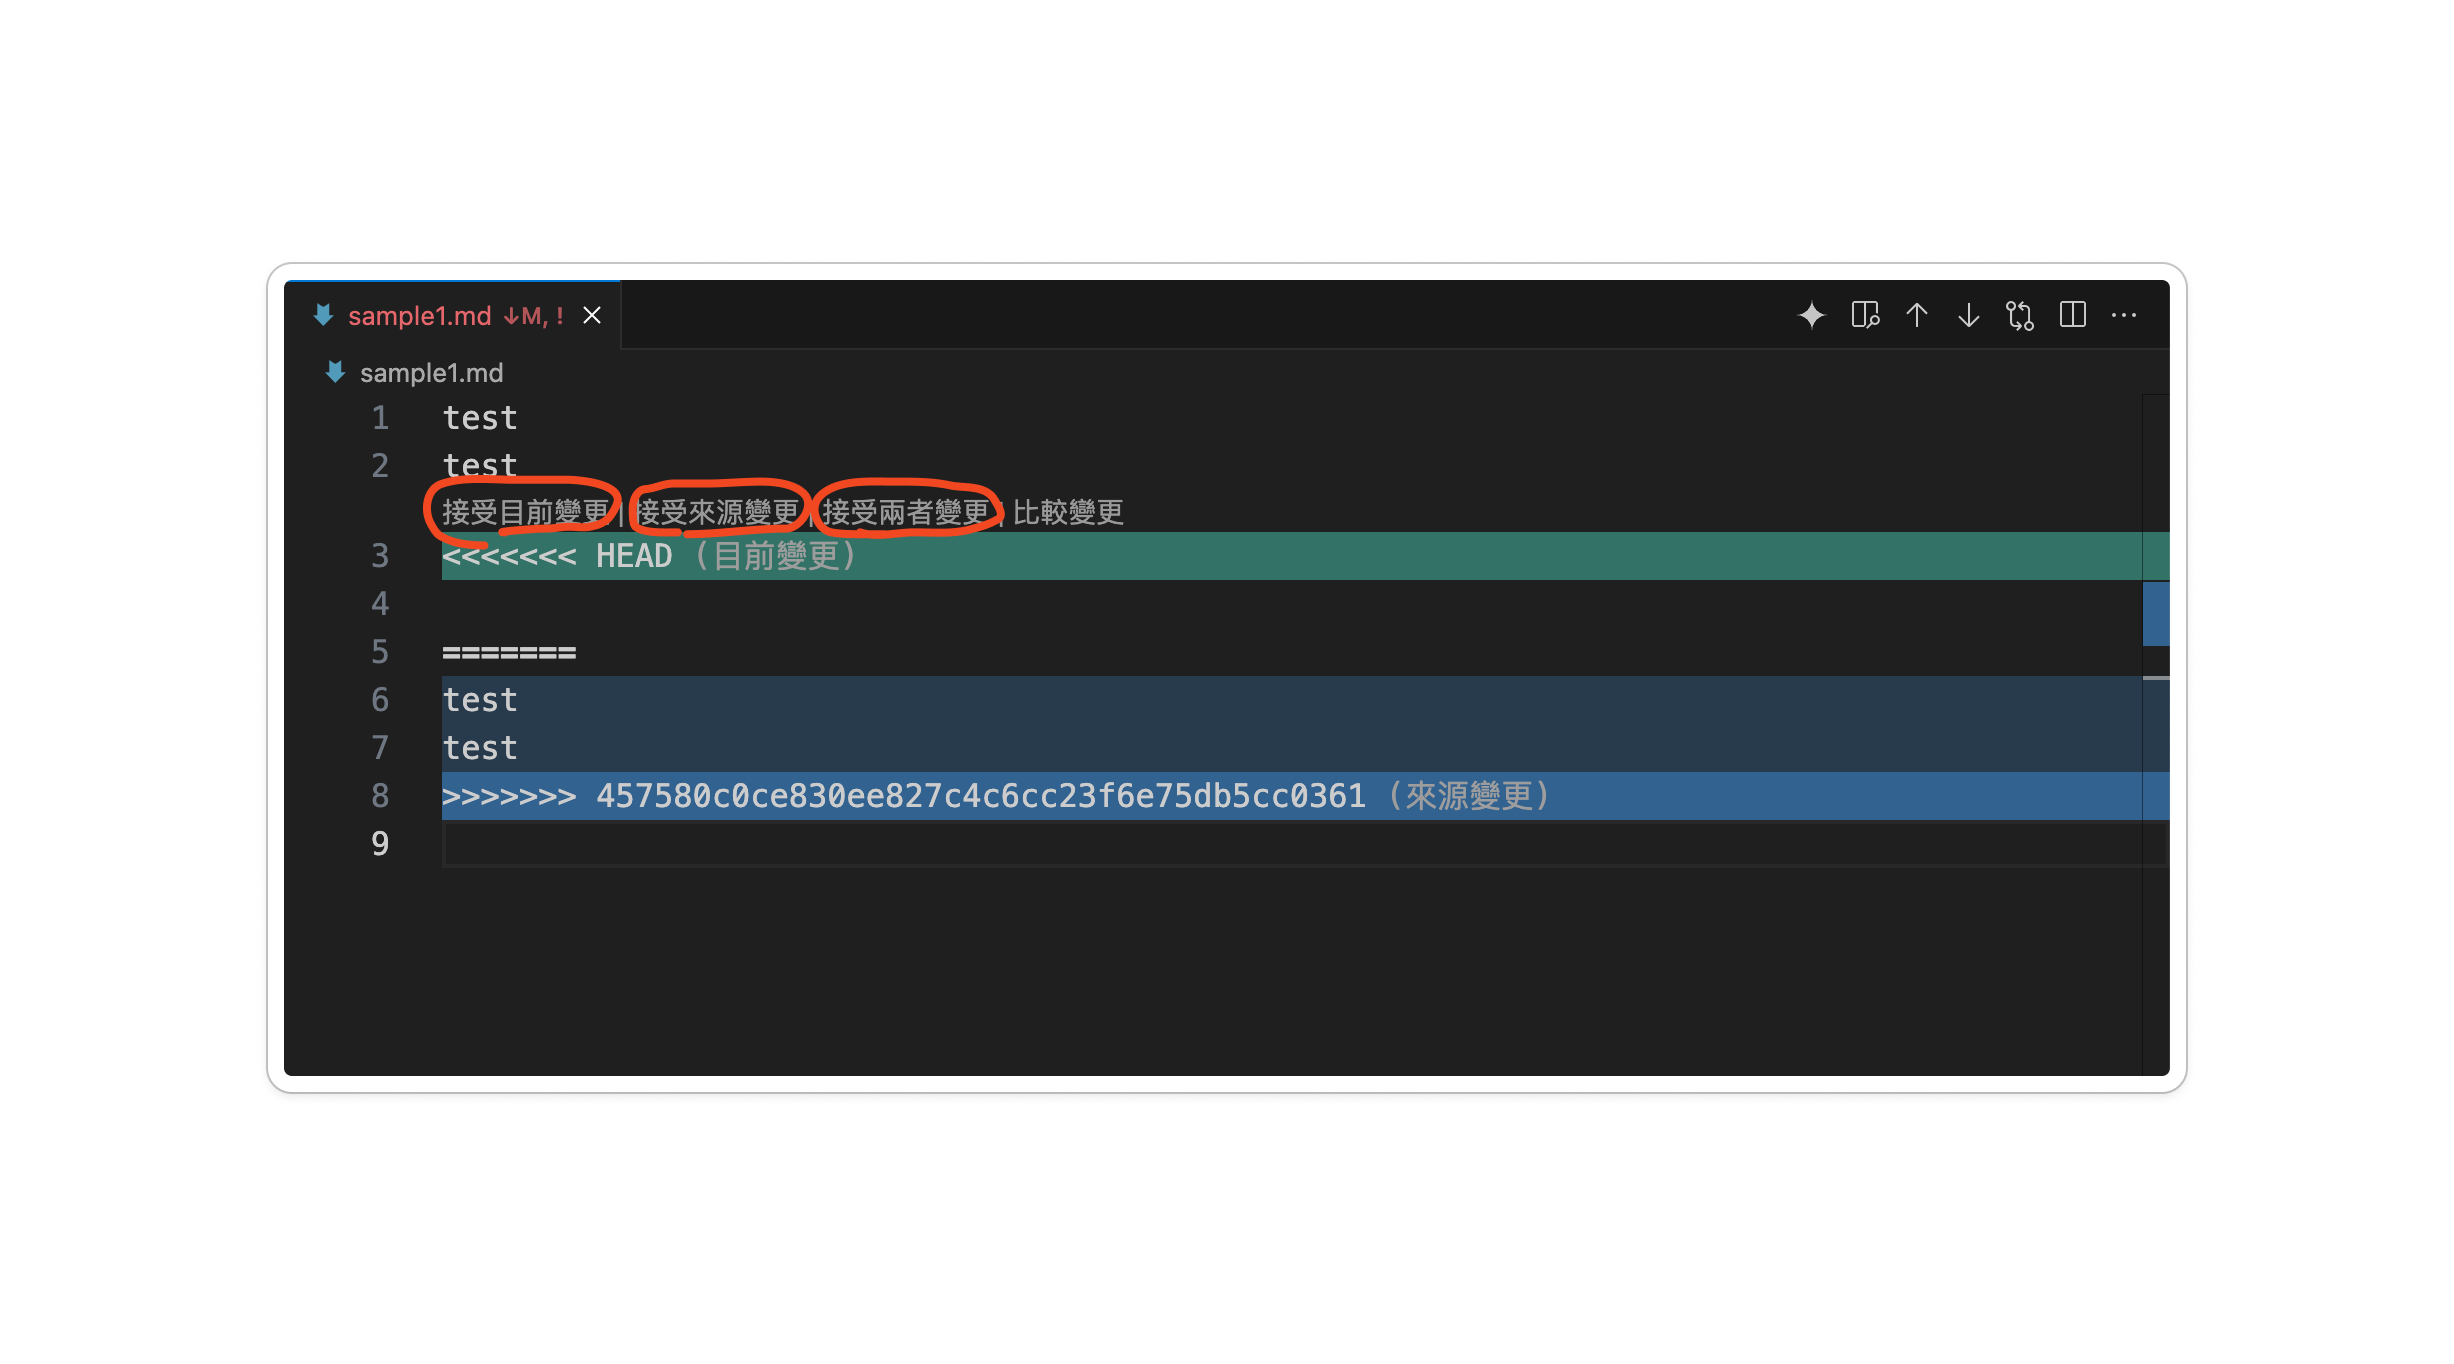 sample1.md ↓M, !
sample1.md
1 test
2 test
接受目前變更 | 接受來源變更 | 接受兩者變更 | 比較變更
3 <<<<<<< HEAD (目前變更)
4
5 =======
6 test
7 test
8 >>>>>>> 457580c0ce830ee827c4c6cc23f6e75db5cc0361 (來源變更)
9